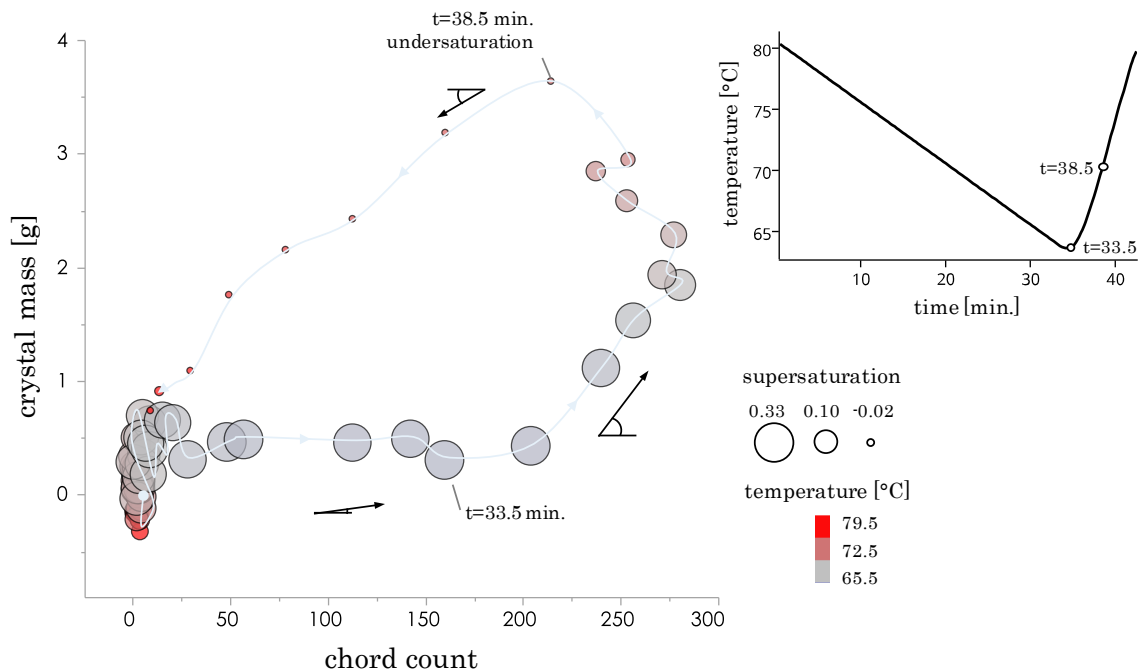 t=38.5 min.
undersaturation
4
3
2
1
0
crystal mass [g]
t=33.5 min.
0
50
100
150
200
250
300
chord count
80
75
70
65
temperature [°C]
t=38.5
t=33.5
10
20
30
40
time [min.]
supersaturation
0.33 0.10 -0.02
temperature [°C]
79.5
72.5
65.5